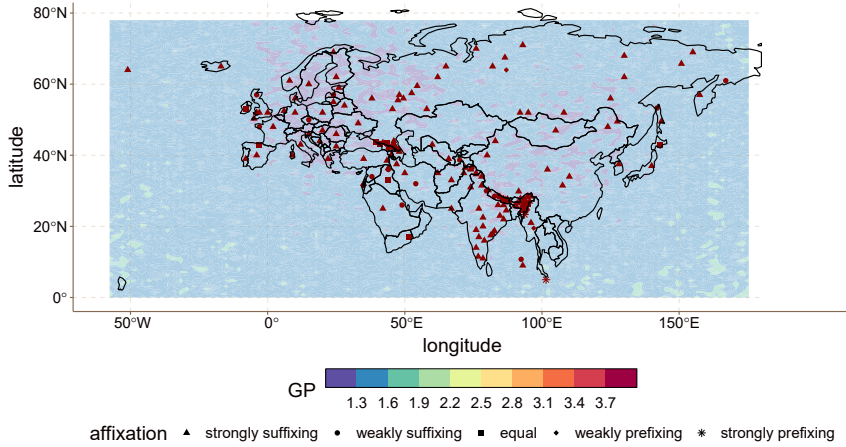 80°N
60°N
40°N
20°N
0°
latitude
50°W 0° 50°E 100°E 150°E
longitude
GP
1.3 1.6 1.9 2.2 2.5 2.8 3.1 3.4 3.7
affixation strongly suffixing weakly suffixing equal weakly prefixing strongly prefixing